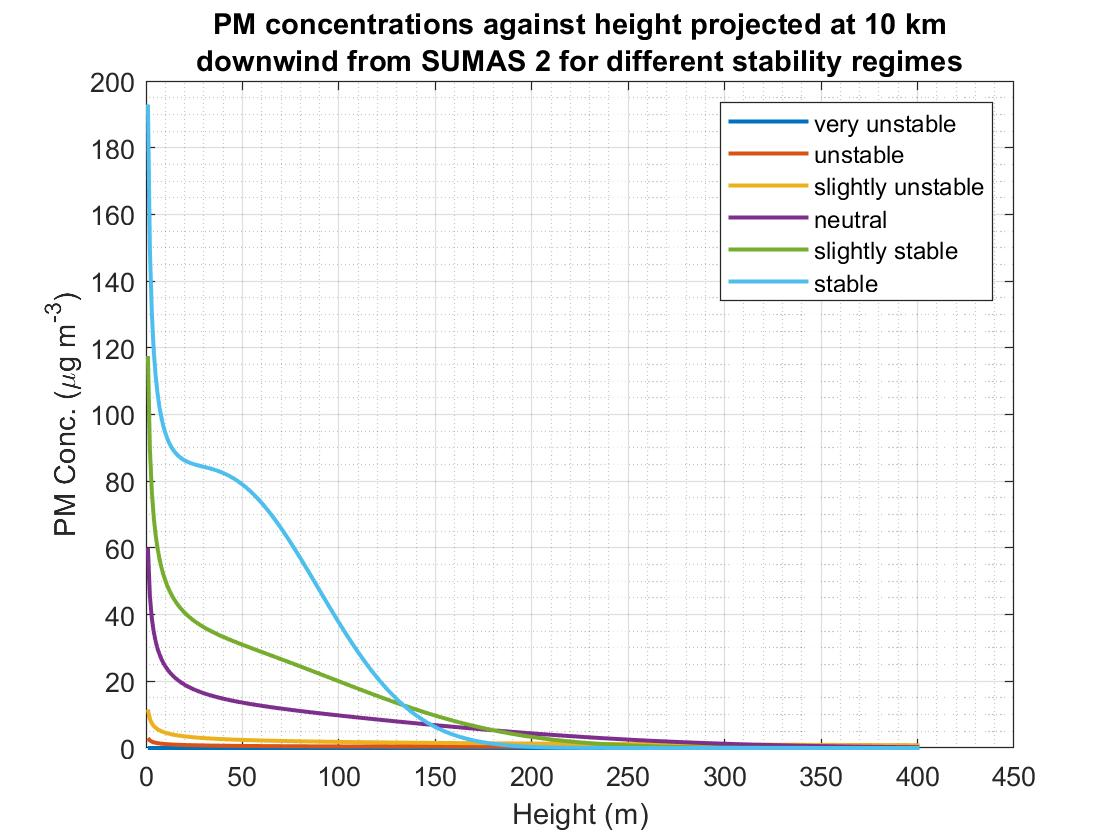 PM concentrations against height projected at 10 km
downwind from SUMAS 2 for different stability regimes
200
180
160
140
120
100
80
60
40
20
0
PM Conc. (μg m⁻³)
very unstable
unstable
slightly unstable
neutral
slightly stable
stable
0 50 100 150 200 250 300 350 400 450
Height (m)